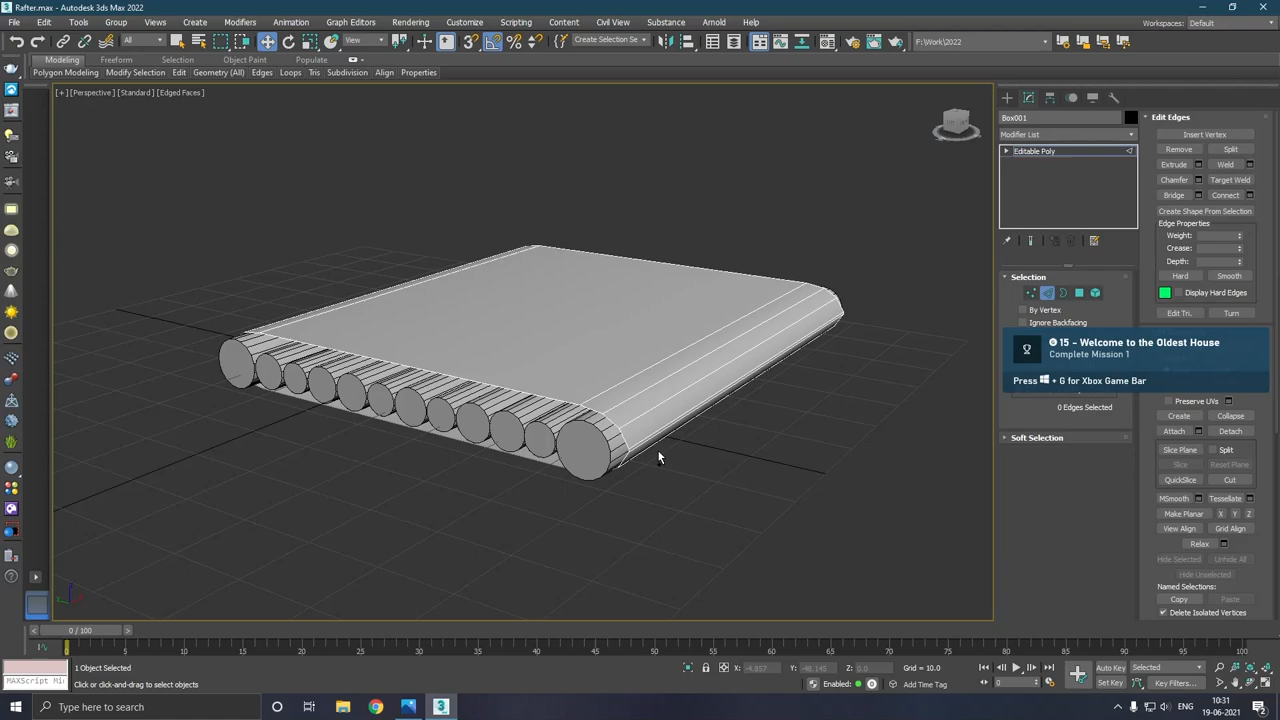 Rafter.max - Autodesk 3ds Max 2022
File Edit Tools Group Views Create Modifiers Animation Graph Editors Rendering Customize Scripting Content Civil View Substance Arnold Help
Workspaces: Default
All View Create Selection Se F:\Work\2022
Modeling Freeform Selection Object Paint Populate
Polygon Modeling Modify Selection Edit Geometry (All) Edges Loops Tris Subdivision Align Properties
[+] [Perspective] [Standard] [Edged Faces]
Box001
Modifier List
Editable Poly
Selection
By Vertex
Ignore Backfacing
15 - Welcome to the Oldest House
Complete Mission 1
Press + G for Xbox Game Bar
0 Edges Selected
Soft Selection
Edit Edges
Insert Vertex
Remove Split
Extrude Weld
Chamfer Target Weld
Bridge Connect
Create Shape From Selection
Edge Properties
Weight:
Crease:
Depth:
Hard Smooth
Display Hard Edges
Edit Tri. Turn
Preserve UVs
Create Collapse
Attach Detach
Slice Plane Split
Slice Reset Plane
QuickSlice Cut
MSmooth Tessellate
Make Planar X Y Z
View Align Grid Align
Relax
Hide Selected Unhide All
Hide Unselected
Named Selections:
Copy Paste
Delete Isolated Vertices
0 / 100
0 5 10 15 20 25 30 35 40 45 50 55 60 65 70 75 80 85 90 95 100
MAXScript Mi
1 Object Selected
Click or click-and-drag to select objects
X: -4.857 Y: -48.145 Z: 0.0 Grid = 10.0
Enabled: Add Time Tag
Auto Key Selected
Set Key Key Filters...
0
Type here to search
ENG
10:31
19-06-2021
2